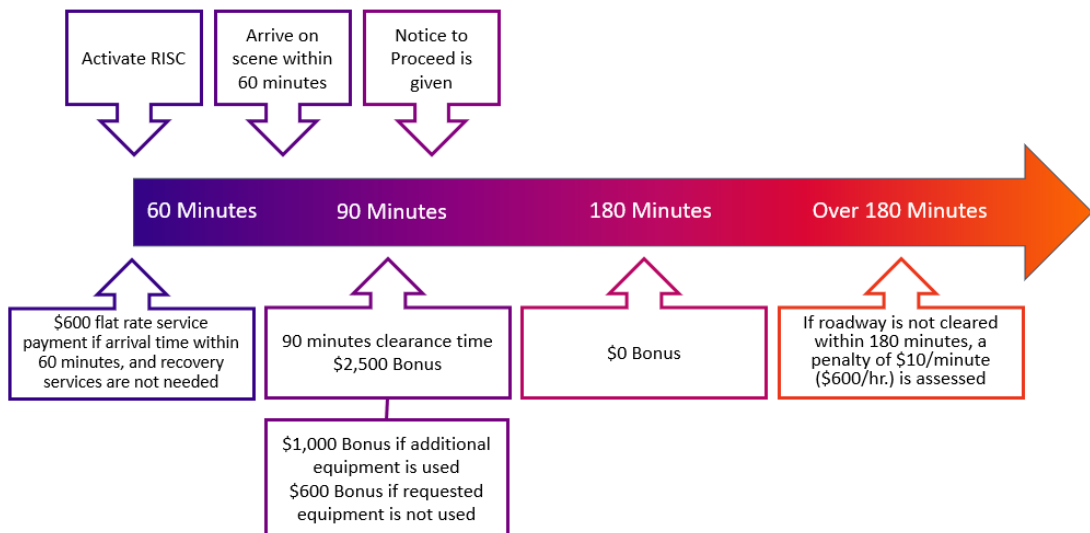 Activate RISC
Arrive on
scene within
60 minutes
Notice to
Proceed is
given
60 Minutes
90 Minutes
180 Minutes
Over 180 Minutes
$600 flat rate service
payment if arrival time within
60 minutes, and recovery
services are not needed
90 minutes clearance time
$2,500 Bonus
$0 Bonus
If roadway is not cleared
within 180 minutes, a
penalty of $10/minute
($600/hr.) is assessed
$1,000 Bonus if additional
equipment is used
$600 Bonus if requested
equipment is not used